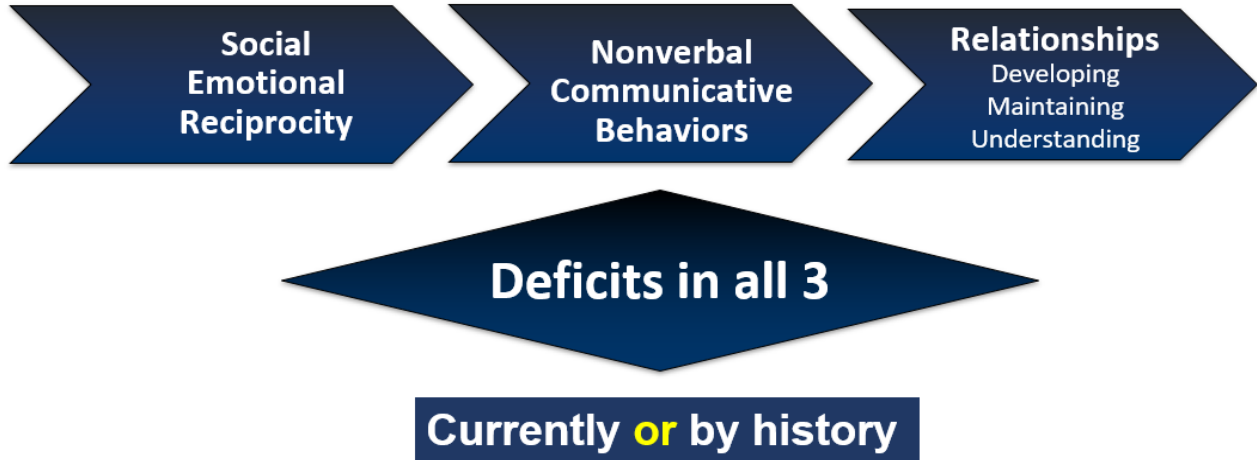 Social
Emotional
Reciprocity
Nonverbal
Communicative
Behaviors
Relationships
Developing
Maintaining
Understanding
Deficits in all 3
Currently or by history